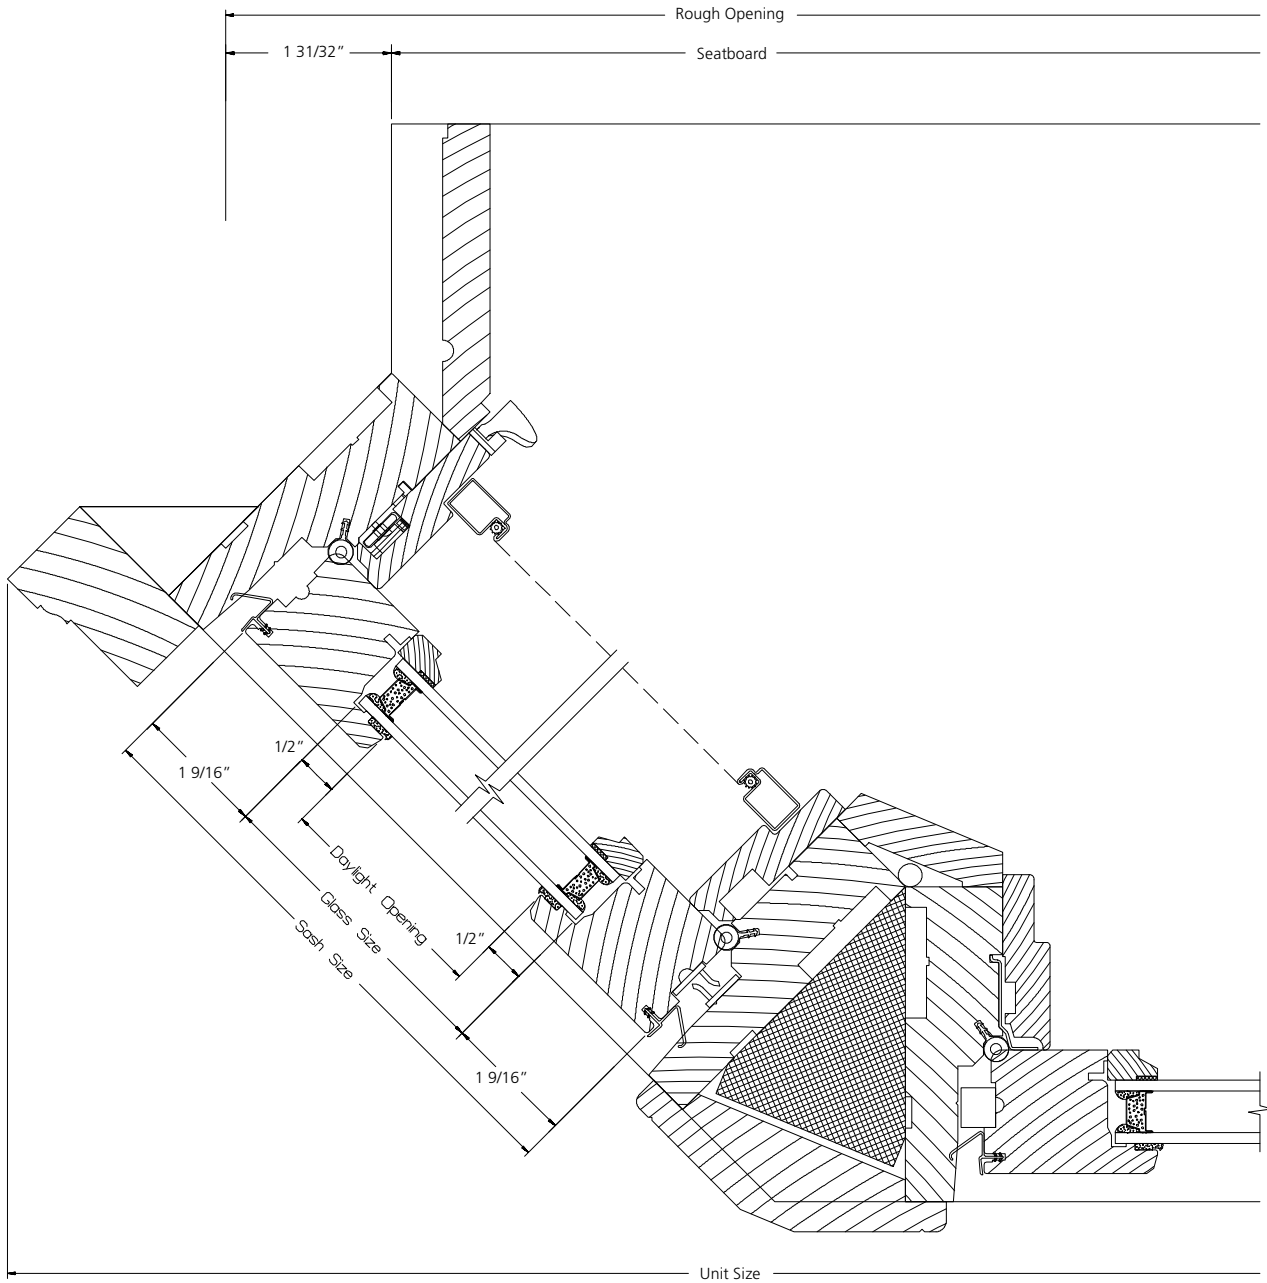 Rough Opening
1 31/32”
Seatboard
1/2”
1 9/16”
Daylight Opening
Glass Size
Sash Size
1/2”
1 9/16”
Unit Size